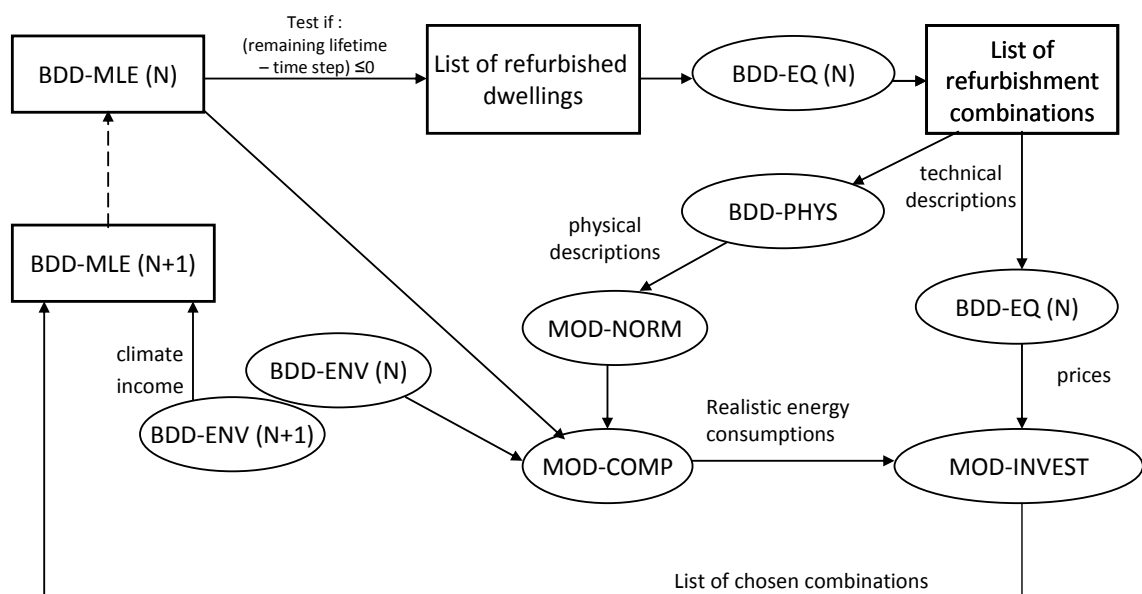 Test if :
(remaining lifetime
– time step) ≤0
BDD-MLE (N)
List of refurbished
dwellings
BDD-EQ (N)
List of
refurbishment
combinations
technical
descriptions
BDD-PHYS
physical
descriptions
BDD-MLE (N+1)
MOD-NORM
BDD-EQ (N)
climate
income
BDD-ENV (N)
BDD-ENV (N+1)
prices
Realistic energy
consumptions
MOD-COMP
MOD-INVEST
List of chosen combinations